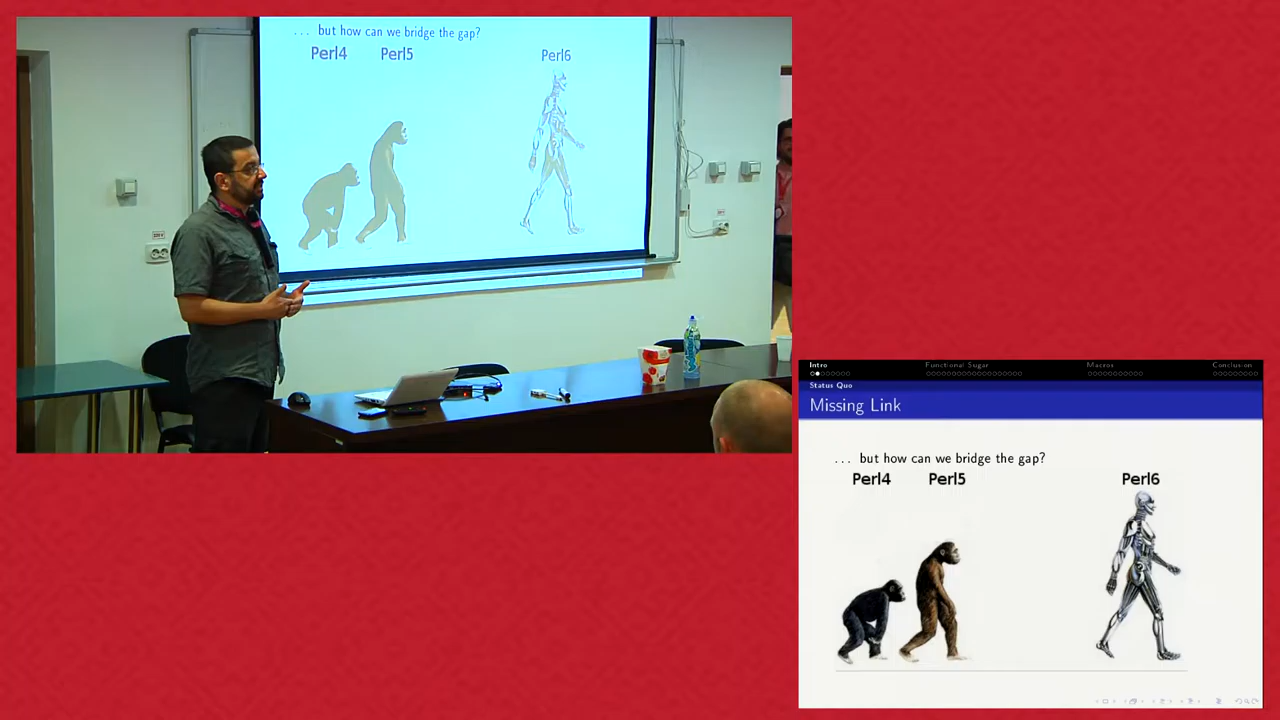 . . . but how can we bridge the gap?
Perl4 Perl5 Perl6
Intro Functional Sugar Macros Conclusion
Status Quo
Missing Link
. . . but how can we bridge the gap?
Perl4 Perl5 Perl6